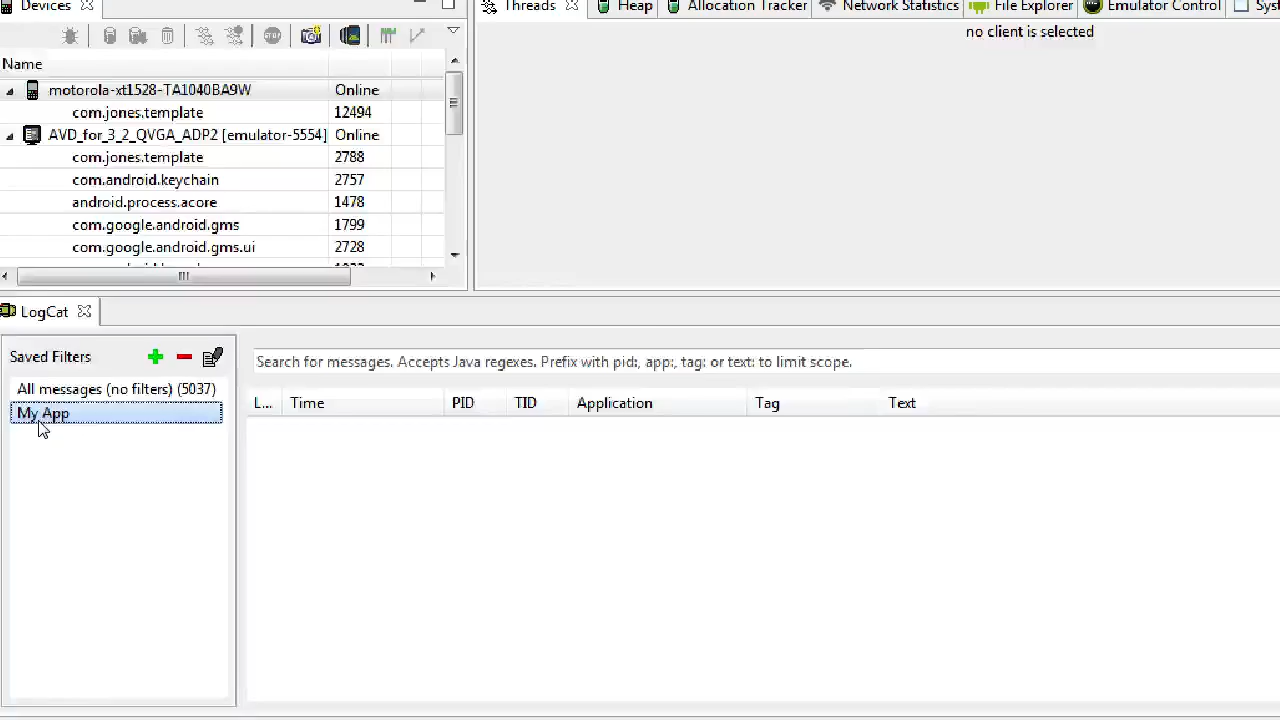 Devices
Threads
Heap
Allocation Tracker
Network Statistics
File Explorer
Emulator Control
no client is selected
STOP
Name
motorola-xt1528-TA1040BA9W Online
com.jones.template 12494
AVD_for_3_2_QVGA_ADP2 [emulator-5554] Online
com.jones.template 2788
com.android.keychain 2757
android.process.acore 1478
com.google.android.gms 1799
com.google.android.gms.ui 2728
LogCat
Saved Filters
All messages (no filters) (5037)
My App
Search for messages. Accepts Java regexes. Prefix with pid:, app:, tag: or text: to limit scope.
L... Time PID TID Application Tag Text